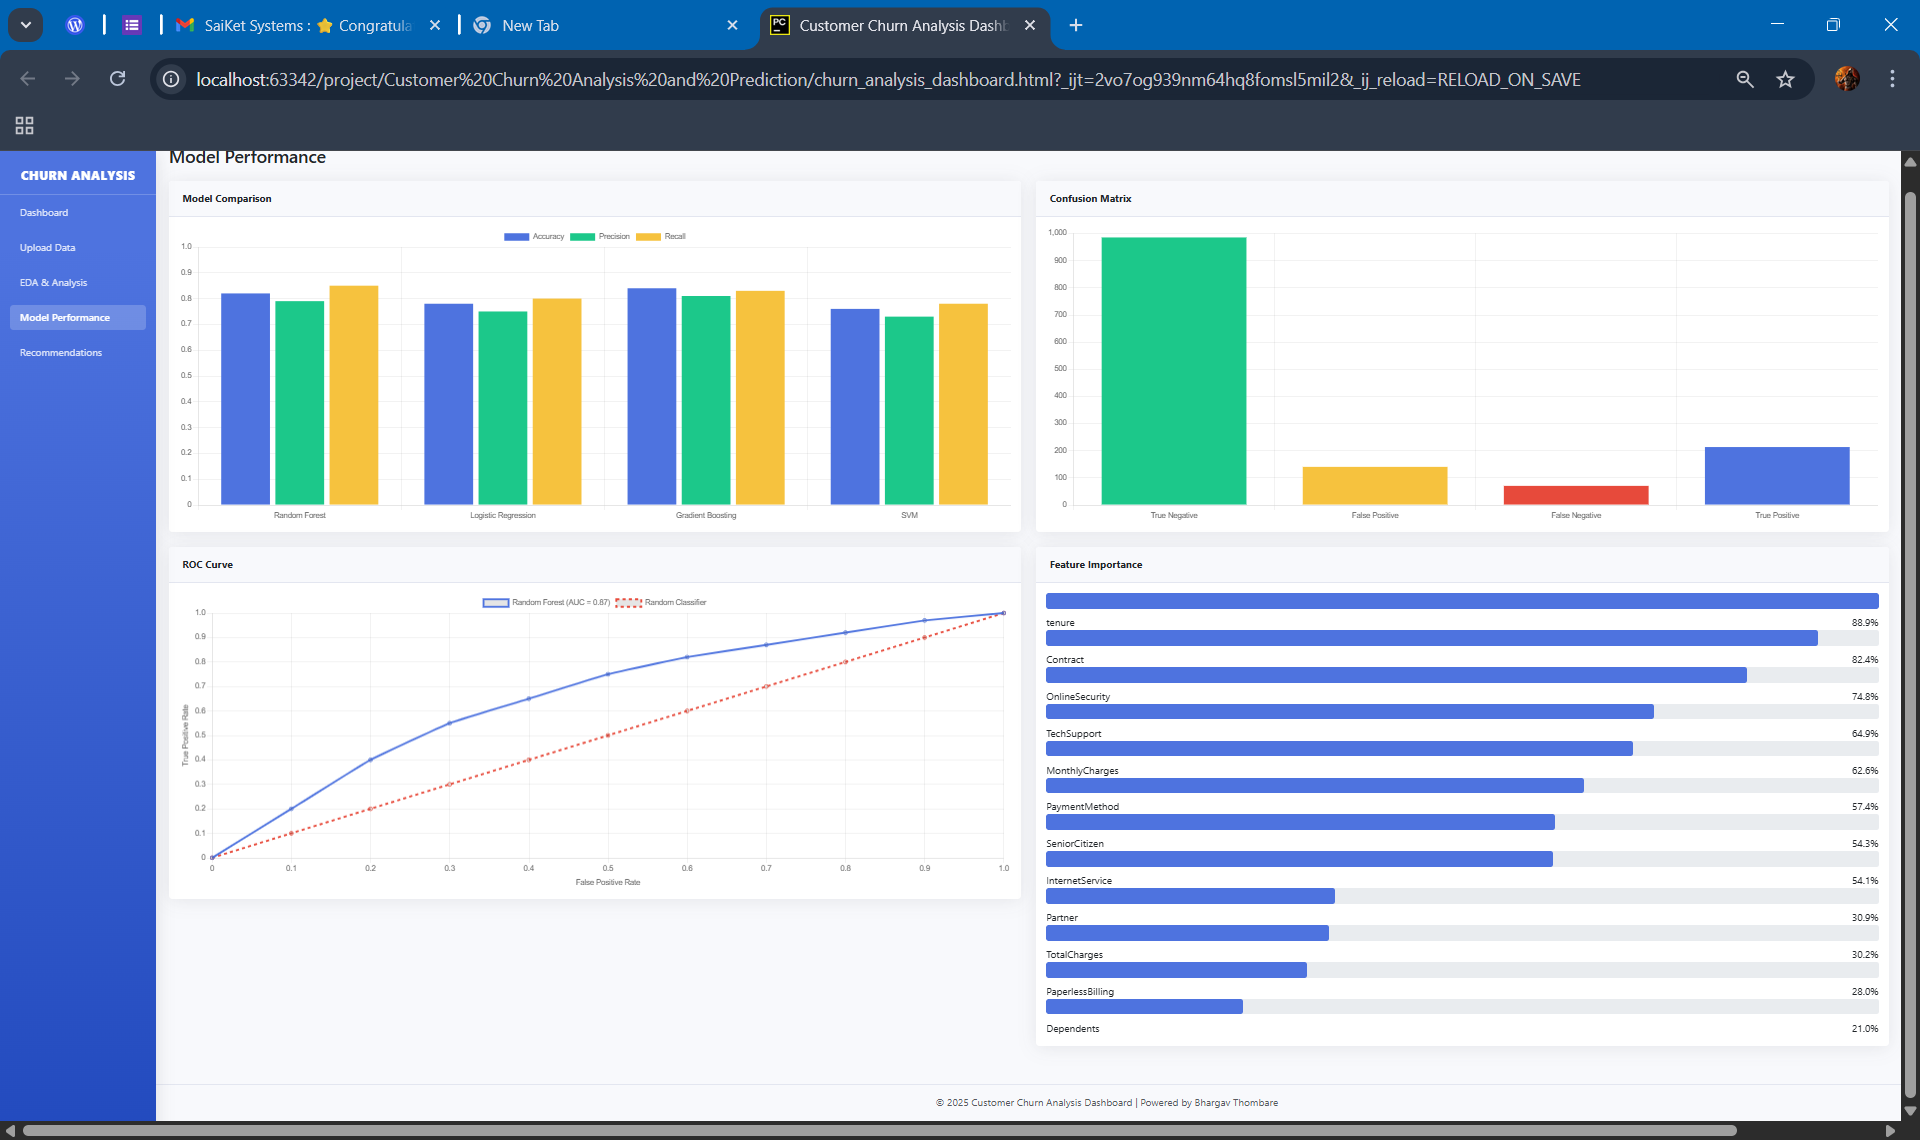 SaiKet Systems : ⭐ Congratula
New Tab
PC
Customer Churn Analysis Dashb
localhost:63342/project/Customer%20Churn%20Analysis%20and%20Prediction/churn_analysis_dashboard.html?_ijt=2vo7og939nm64hq8fomsl5mil2&_ij_reload=RELOAD_ON_SAVE
CHURN ANALYSIS
Dashboard
Upload Data
EDA & Analysis
Model Performance
Recommendations
Model Performance
Model Comparison
Accuracy Precision Recall
1.0
0.9
0.8
0.7
0.6
0.5
0.4
0.3
0.2
0.1
0
Random Forest Logistic Regression Gradient Boosting SVM
Confusion Matrix
1,000
900
800
700
600
500
400
300
200
100
0
True Negative False Positive False Negative True Positive
ROC Curve
Random Forest (AUC = 0.87) Random Classifier
True Positive Rate
1.0
0.9
0.8
0.7
0.6
0.5
0.4
0.3
0.2
0.1
0
0 0.1 0.2 0.3 0.4 0.5 0.6 0.7 0.8 0.9 1.0
False Positive Rate
Feature Importance
tenure 88.9%
Contract 82.4%
OnlineSecurity 74.8%
TechSupport 64.9%
MonthlyCharges 62.6%
PaymentMethod 57.4%
SeniorCitizen 54.3%
InternetService 54.1%
Partner 30.9%
TotalCharges 30.2%
PaperlessBilling 28.0%
Dependents 21.0%
© 2025 Customer Churn Analysis Dashboard | Powered by Bhargav Thombare